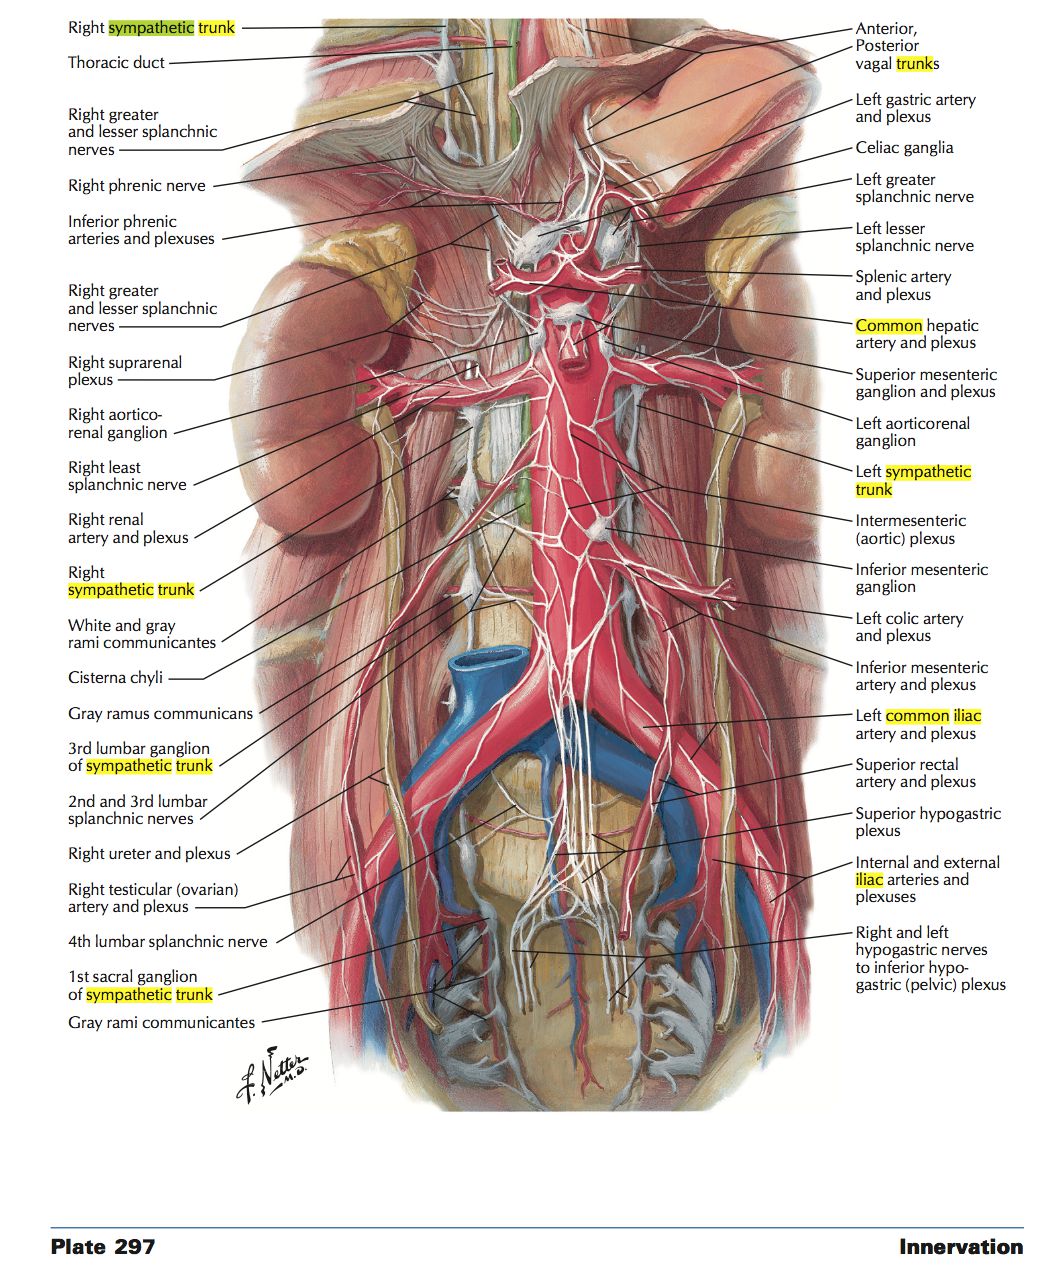 Right sympathetic trunk
Thoracic duct
Right greater
and lesser splanchnic
nerves
Right phrenic nerve
Inferior phrenic
arteries and plexuses
Right greater
and lesser splanchnic
nerves
Right suprarenal
plexus
Right aortico-
renal ganglion
Right least
splanchnic nerve
Right renal
artery and plexus
Right
sympathetic trunk
White and gray
rami communicantes
Cisterna chyli
Gray ramus communicans
3rd lumbar ganglion
of sympathetic trunk
2nd and 3rd lumbar
splanchnic nerves
Right ureter and plexus
Right testicular (ovarian)
artery and plexus
4th lumbar splanchnic nerve
1st sacral ganglion
of sympathetic trunk
Gray rami communicantes
Anterior,
Posterior
vagal trunks
Left gastric artery
and plexus
Celiac ganglia
Left greater
splanchnic nerve
Left lesser
splanchnic nerve
Splenic artery
and plexus
Common hepatic
artery and plexus
Superior mesenteric
ganglion and plexus
Left aorticorenal
ganglion
Left sympathetic
trunk
Intermesenteric
(aortic) plexus
Inferior mesenteric
ganglion
Left colic artery
and plexus
Inferior mesenteric
artery and plexus
Left common iliac
artery and plexus
Superior rectal
artery and plexus
Superior hypogastric
plexus
Internal and external
iliac arteries and
plexuses
Right and left
hypogastric nerves
to inferior hypo-
gastric (pelvic) plexus
F. Netter
M.D.
Plate 297
Innervation